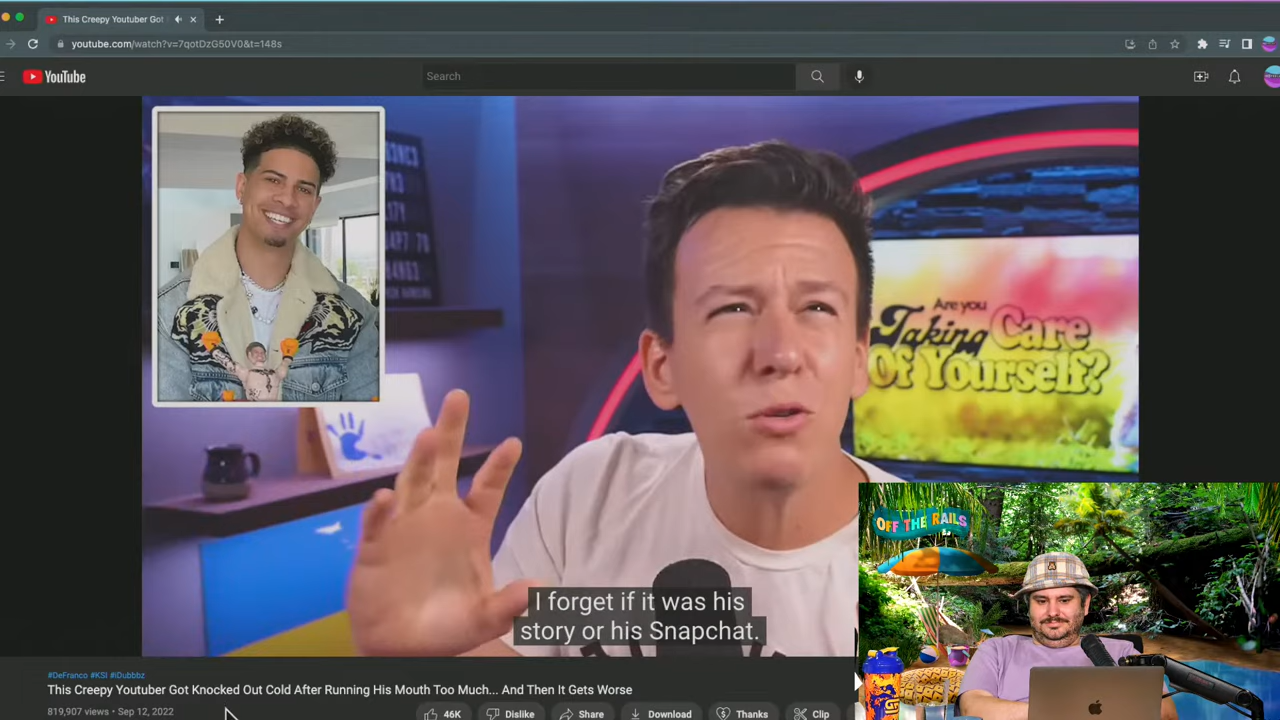 This Creepy Youtuber Got
youtube.com/watch?v=7qotDzG50V0&t=148s
YouTube
Search
Are you
Taking Care
Of Yourself?
OFF THE RAILS
I forget if it was his
story or his Snapchat.
#DeFranco #KSI #iDubbbz
This Creepy Youtuber Got Knocked Out Cold After Running His Mouth Too Much... And Then It Gets Worse
819,907 views • Sep 12, 2022
46K
Dislike
Share
Download
Thanks
Clip